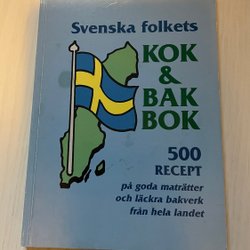 Svenska folkets
KOK
&
BAK
BOK
500
RECEPT
på goda maträtter
och läckra bakverk
från hela landet